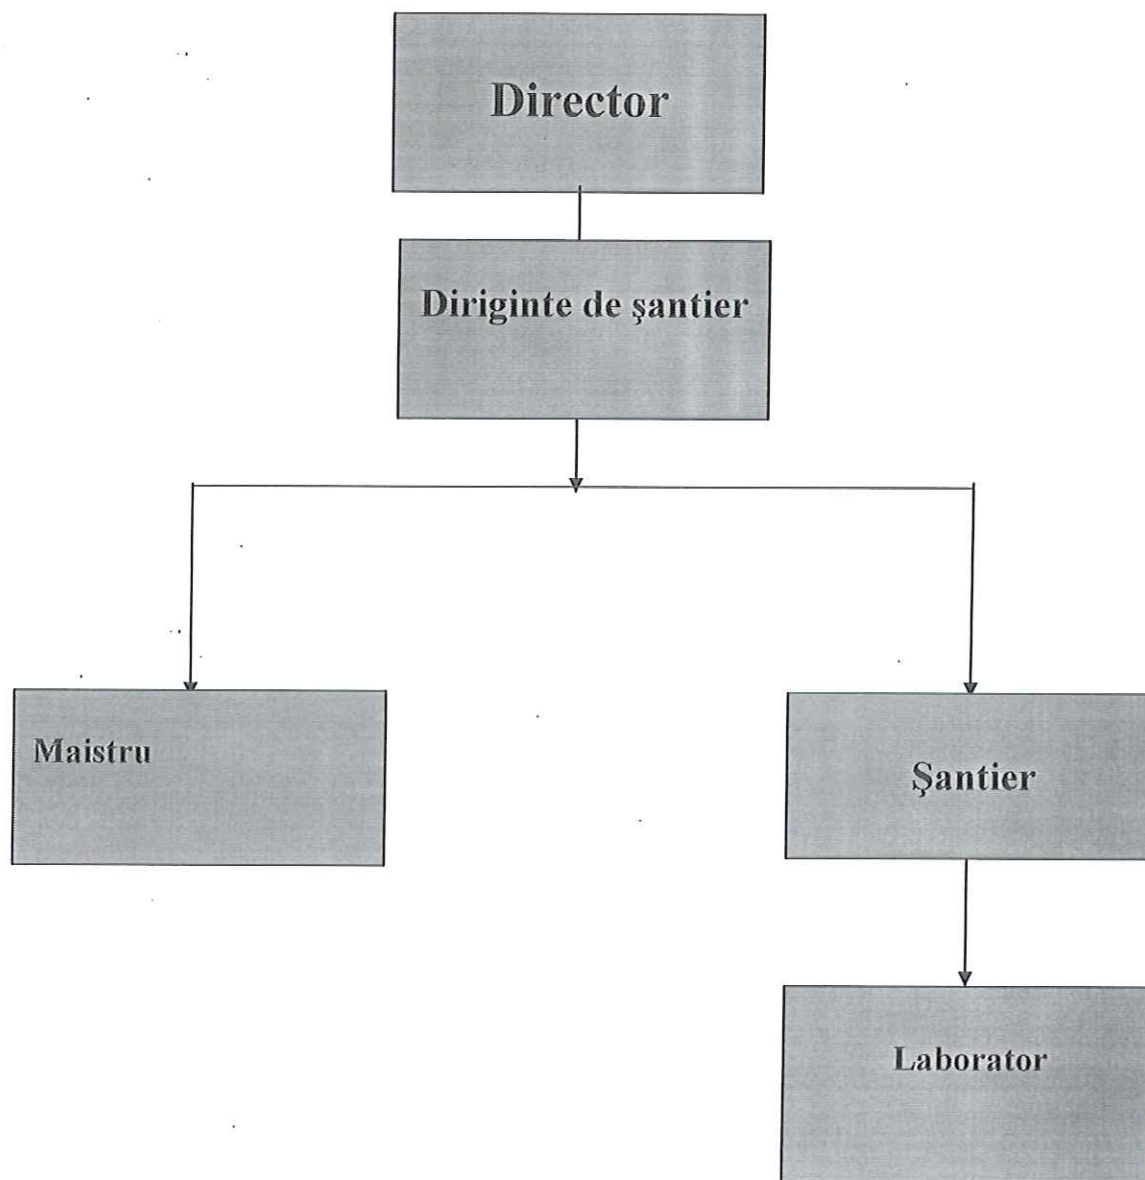 Director
Diriginte de şantier
Maistru
Şantier
Laborator